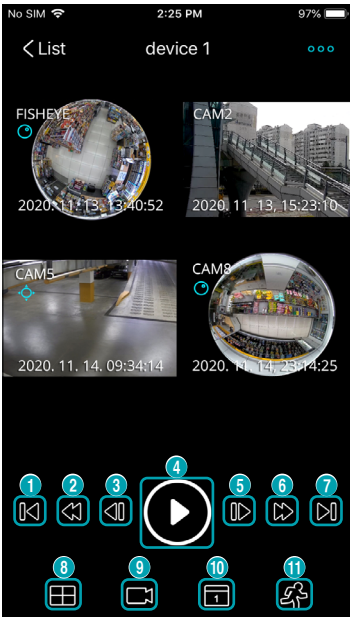 No SIM 2:25 PM 97%
List device 1
FISHEYE CAM2
2020. 11. 13. 13:40:52 2020. 11. 13, 15:23:10
CAM5 CAM8
2020. 11. 14. 09:34:14 2020. 11. 14, 23:14:25
1 2 3 4 5 6 7
8 9 10 11
1